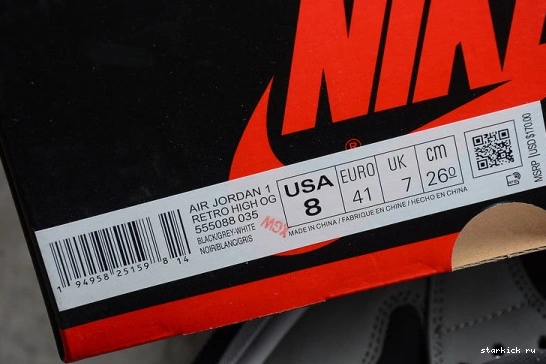 NIKE
®
AIR JORDAN 1
RETRO HIGH OG
555088 035
BLACK/GREY-WHITE
NOIR/BLANC/GRIS
1 94958 25159 8 14
KGW
USA
8
EURO
41
UK
7
cm
26º
MADE IN CHINA / FABRIQUE EN CHINE / HECHO EN CHINA
MSRP (USD) $170.00
starkick ru